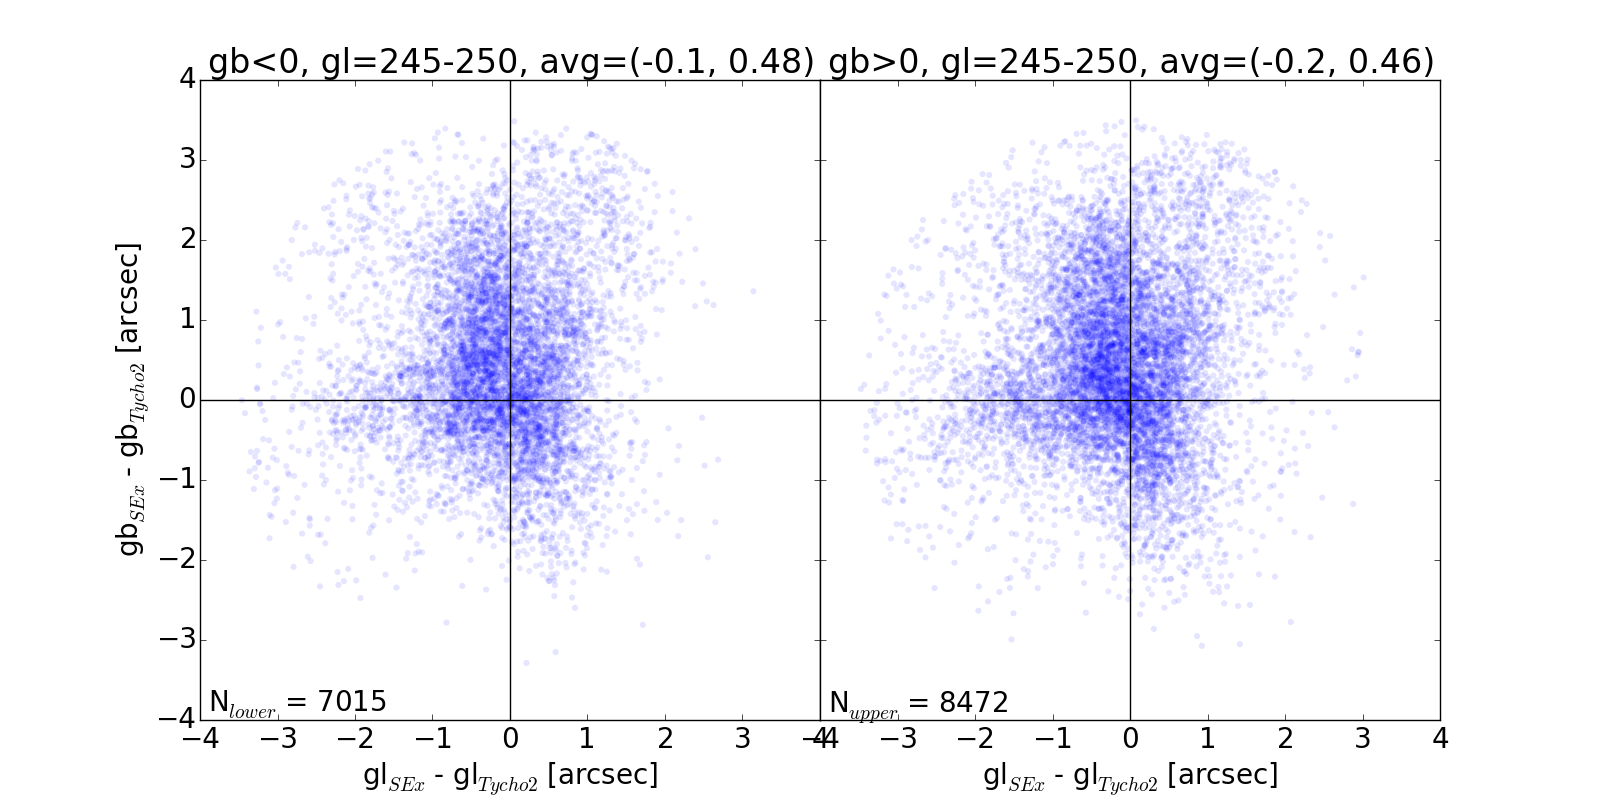 gb<0, gl=245-250, avg=(-0.1, 0.48) gb>0, gl=245-250, avg=(-0.2, 0.46)
4
3
2
1
0
−1
−2
−3
−4
gb_SEx - gb_Tycho2 [arcsec]
N_lower = 7015
N_upper = 8472
−4 −3 −2 −1 0 1 2 3 4
−4 −3 −2 −1 0 1 2 3 4
gl_SEx - gl_Tycho2 [arcsec]
gl_SEx - gl_Tycho2 [arcsec]